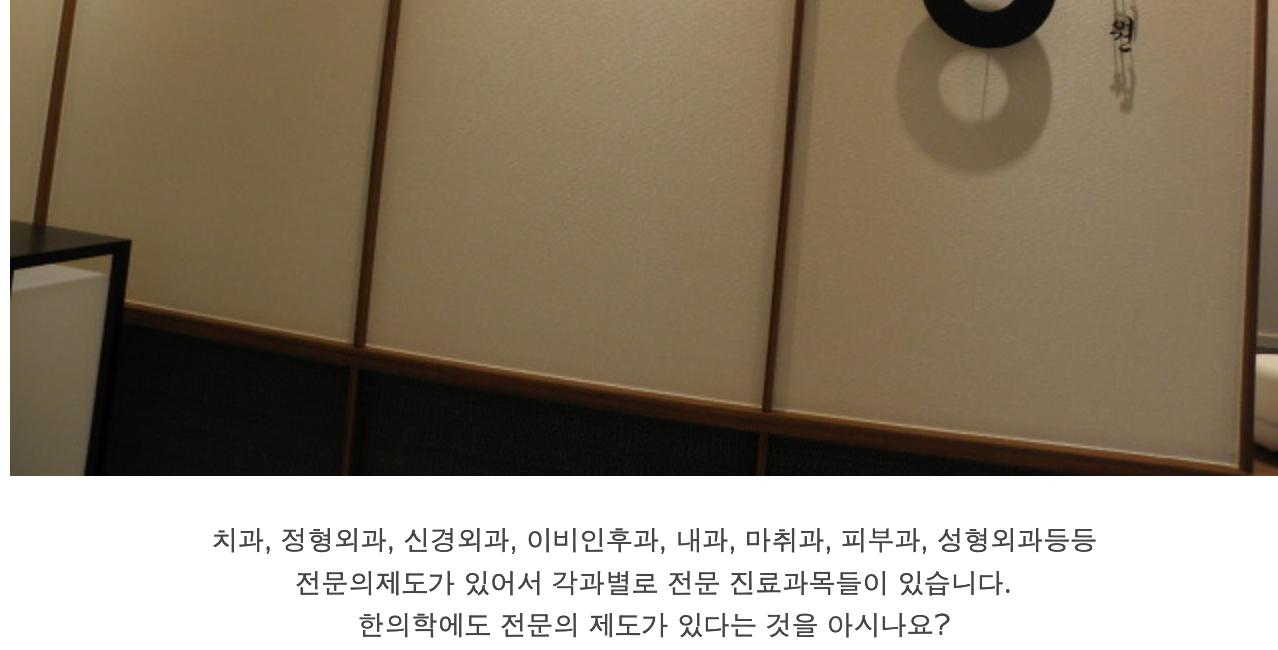 원
치과, 정형외과, 신경외과, 이비인후과, 내과, 마취과, 피부과, 성형외과등등
전문의제도가 있어서 각과별로 전문 진료과목들이 있습니다.
한의학에도 전문의 제도가 있다는 것을 아시나요?